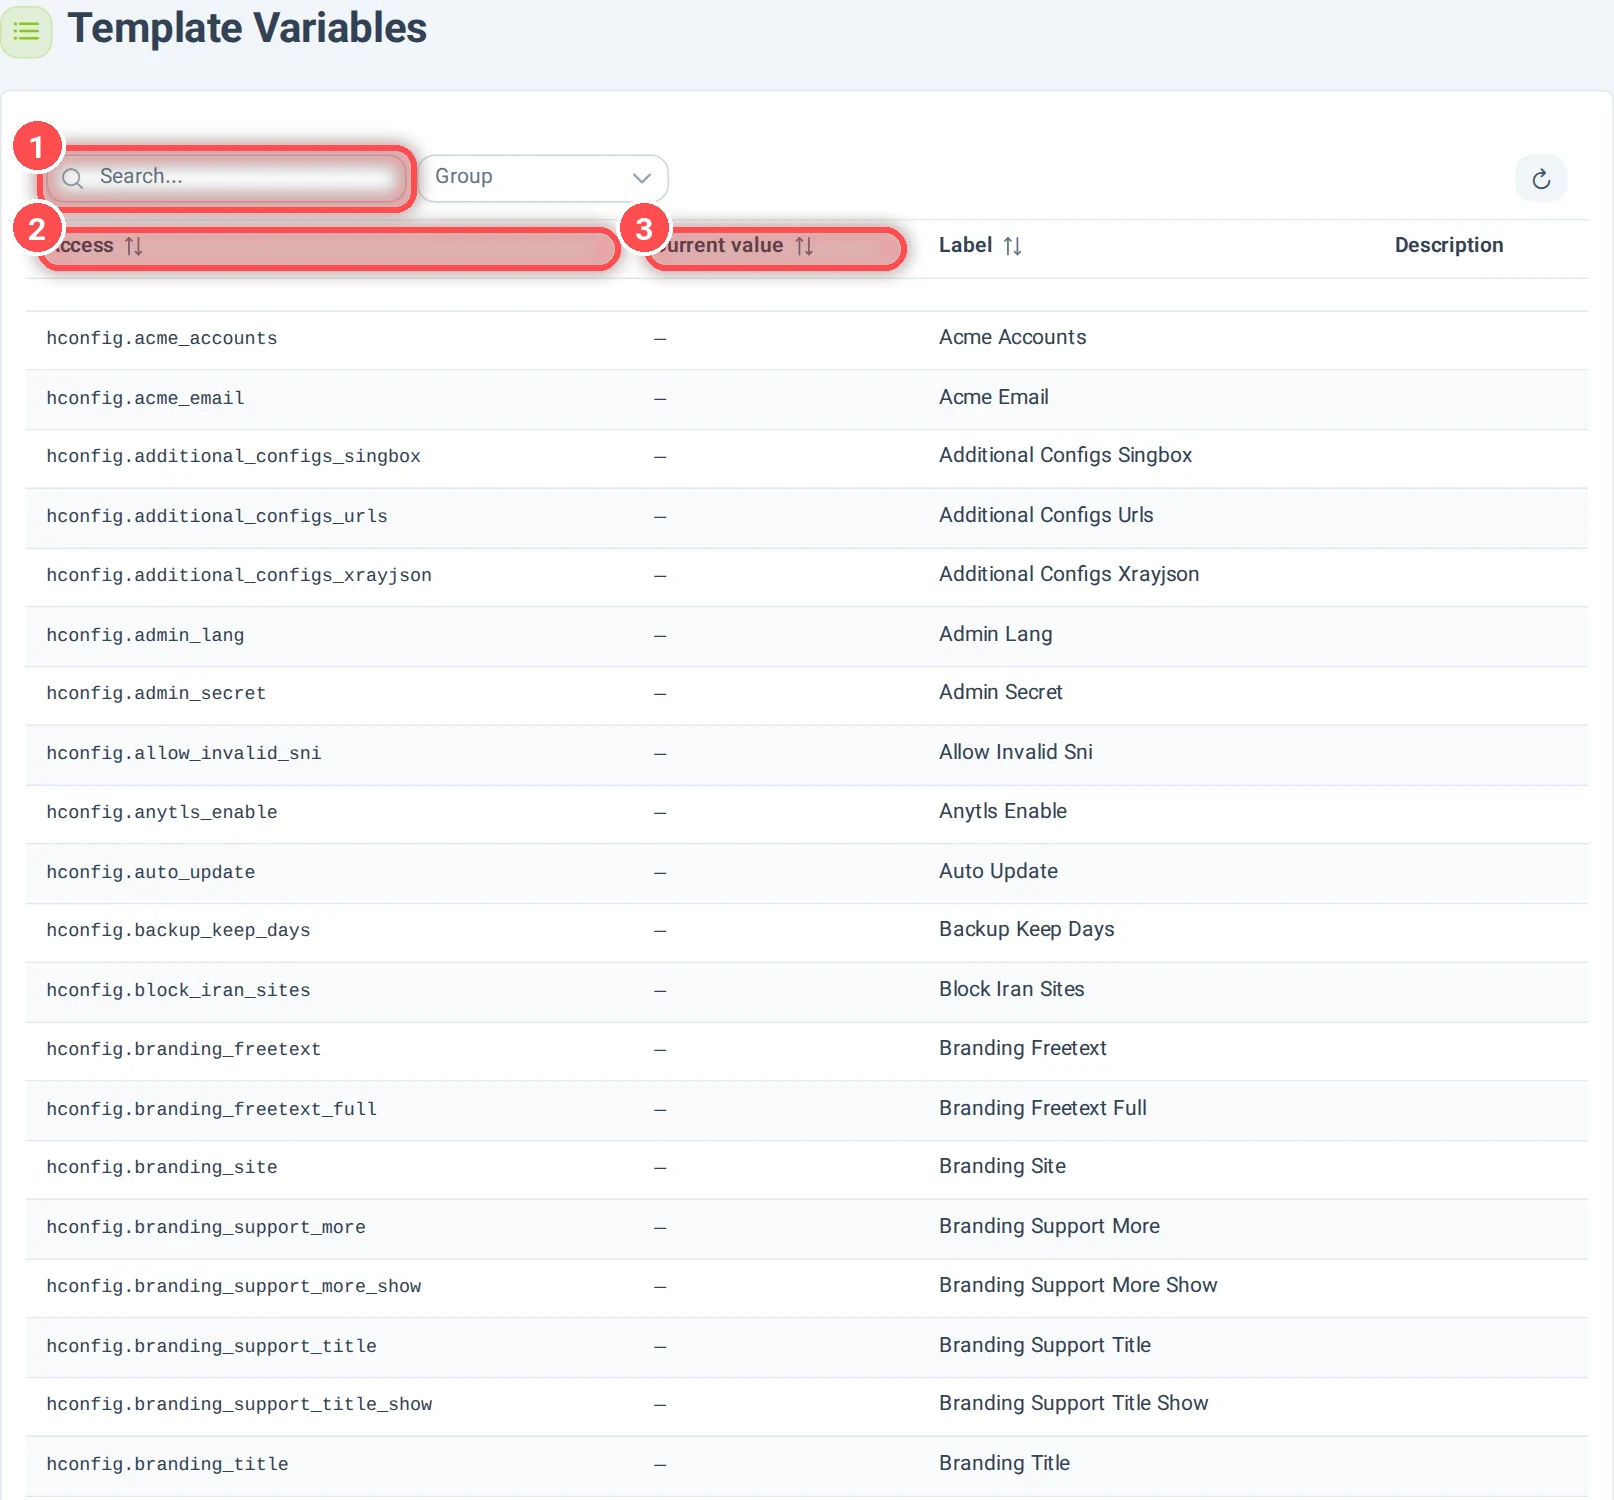 Template Variables
1
Search...
Group
2
3
Access
Current value
Label
Description
hconfig.acme_accounts – Acme Accounts
hconfig.acme_email – Acme Email
hconfig.additional_configs_singbox – Additional Configs Singbox
hconfig.additional_configs_urls – Additional Configs Urls
hconfig.additional_configs_xrayjson – Additional Configs Xrayjson
hconfig.admin_lang – Admin Lang
hconfig.admin_secret – Admin Secret
hconfig.allow_invalid_sni – Allow Invalid Sni
hconfig.anytls_enable – Anytls Enable
hconfig.auto_update – Auto Update
hconfig.backup_keep_days – Backup Keep Days
hconfig.block_iran_sites – Block Iran Sites
hconfig.branding_freetext – Branding Freetext
hconfig.branding_freetext_full – Branding Freetext Full
hconfig.branding_site – Branding Site
hconfig.branding_support_more – Branding Support More
hconfig.branding_support_more_show – Branding Support More Show
hconfig.branding_support_title – Branding Support Title
hconfig.branding_support_title_show – Branding Support Title Show
hconfig.branding_title – Branding Title